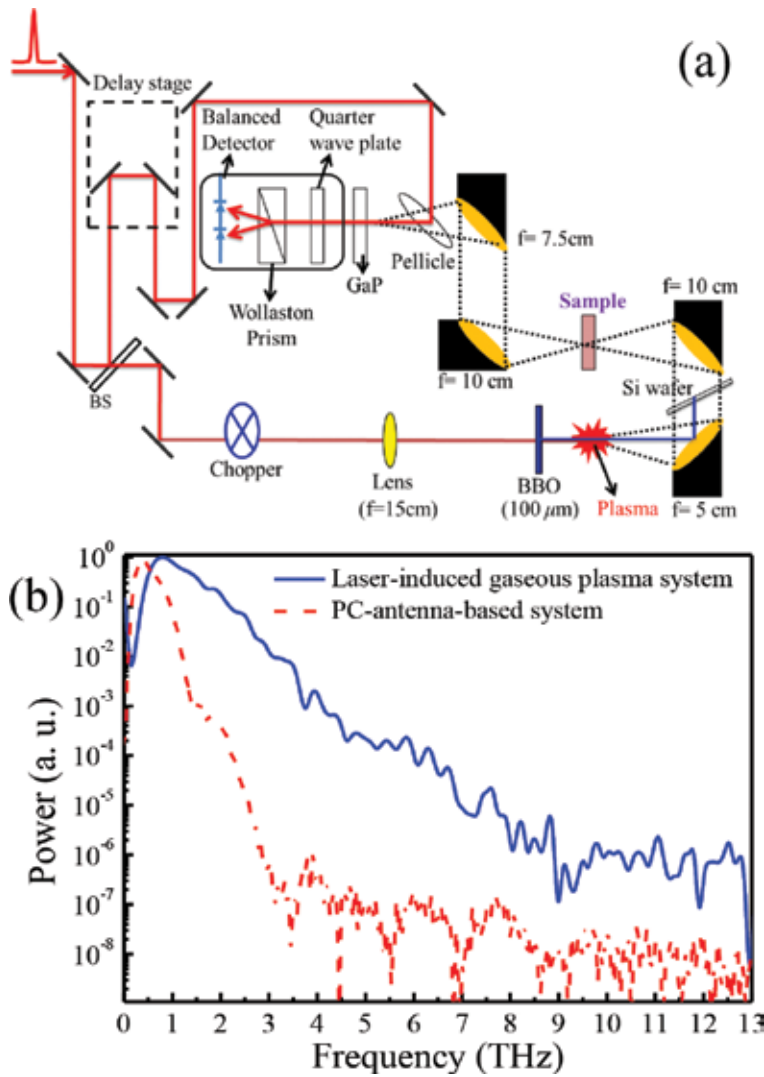 (a)
Delay stage
Balanced
Detector
Quarter
wave plate
Pellicle
f= 7.5cm
GaP
Wollaston
Prism
Sample
f= 10 cm
f= 10 cm
Si wafer
BS
Chopper
Lens
(f=15cm)
BBO
(100 μm)
Plasma
f= 5 cm
(b)
Laser-induced gaseous plasma system
PC-antenna-based system
Power (a. u.)
10⁰
10⁻¹
10⁻²
10⁻³
10⁻⁴
10⁻⁵
10⁻⁶
10⁻⁷
10⁻⁸
0 1 2 3 4 5 6 7 8 9 10 11 12 13
Frequency (THz)